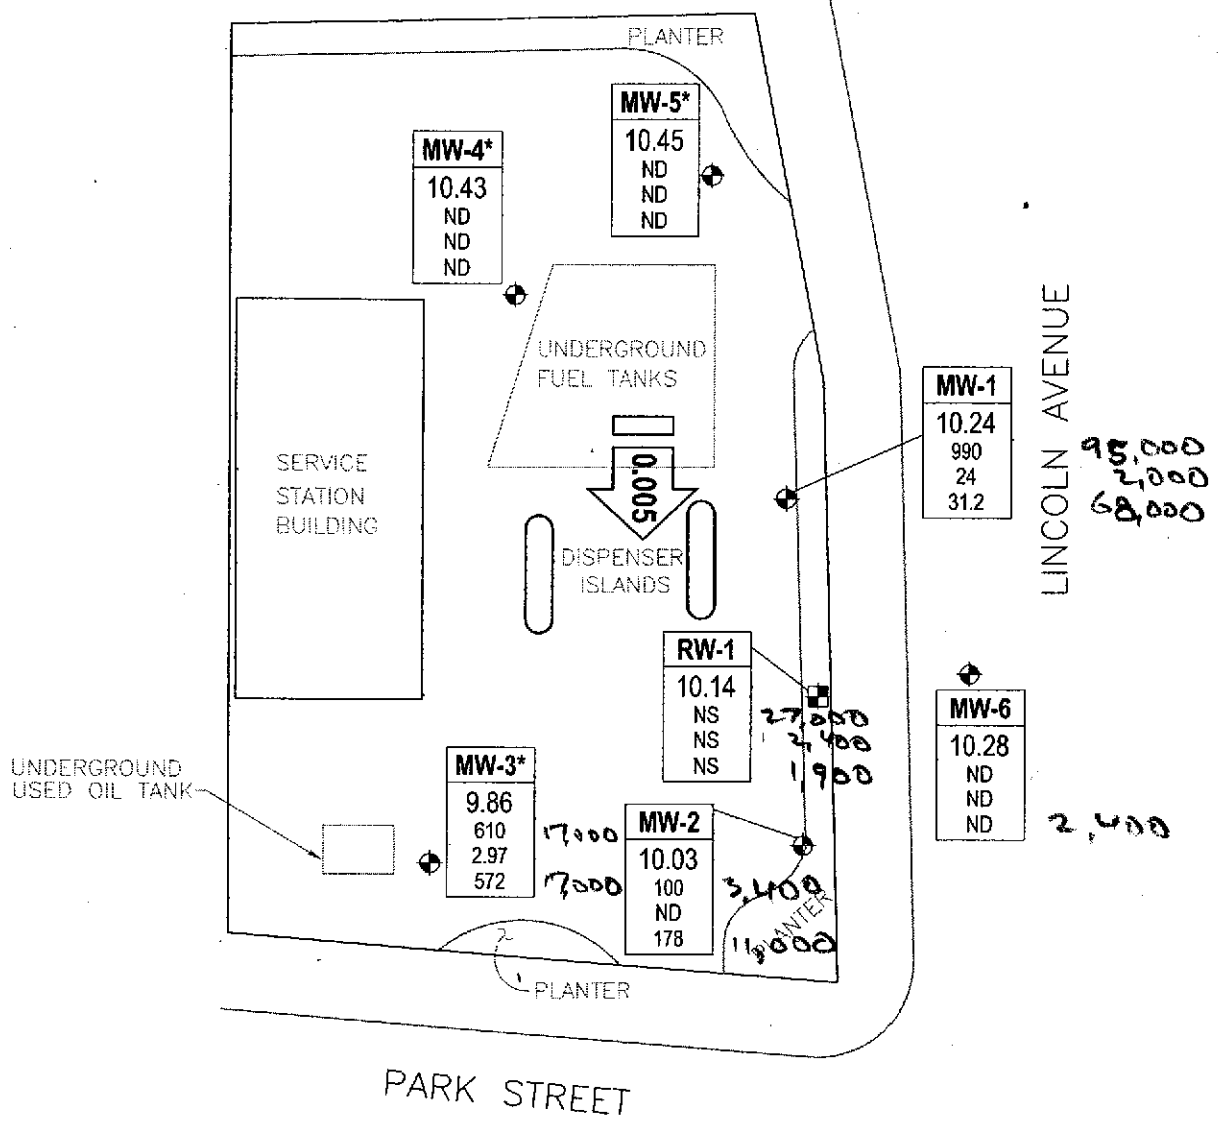 PLANTER
MW-5*
10.45
ND
ND
ND
MW-4*
10.43
ND
ND
ND
UNDERGROUND
FUEL TANKS
LINCOLN AVENUE
MW-1
10.24
990
24
31.2
95,000
2,000
68,000
SERVICE
STATION
BUILDING
0.005
DISPENSER
ISLANDS
RW-1
10.14
NS
NS
NS
27,000
2,400
1,900
MW-6
10.28
ND
ND
ND
2,400
UNDERGROUND
USED OIL TANK
MW-3*
9.86
610
2.97
572
17,000
17,000
MW-2
10.03
100
ND
178
3,400
11,000
PLANTER
PLANTER
PARK STREET